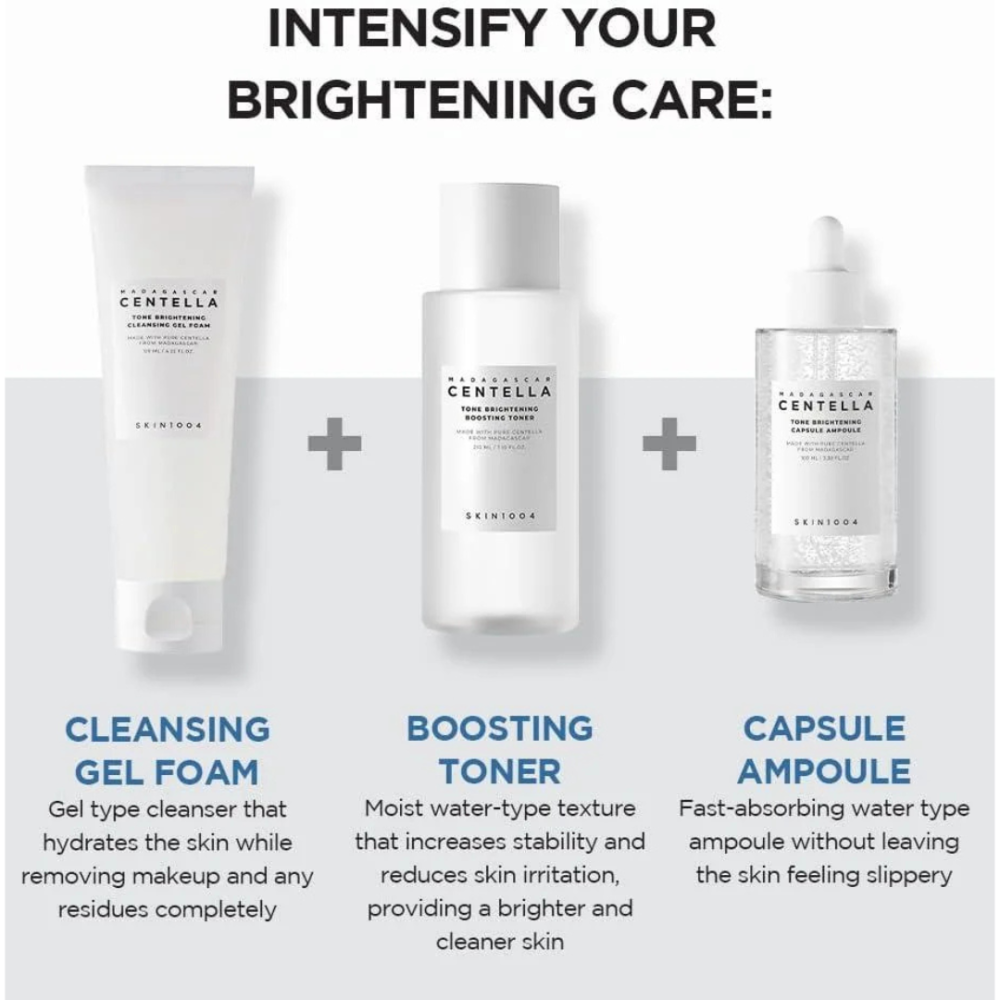 INTENSIFY YOUR
BRIGHTENING CARE:
MADAGASCAR
CENTELLA
TONE BRIGHTENING
CLEANSING GEL FOAM
MADE WITH PURE CENTELLA
FROM MADAGASCAR
SKIN1004
MADAGASCAR
CENTELLA
TONE BRIGHTENING
BOOSTING TONER
MADE WITH PURE CENTELLA
FROM MADAGASCAR
SKIN1004
MADAGASCAR
CENTELLA
TONE BRIGHTENING
CAPSULE AMPOULE
MADE WITH PURE CENTELLA
FROM MADAGASCAR
SKIN1004
+
+
CLEANSING
GEL FOAM
Gel type cleanser that
hydrates the skin while
removing makeup and any
residues completely
BOOSTING
TONER
Moist water-type texture
that increases stability and
reduces skin irritation,
providing a brighter and
cleaner skin
CAPSULE
AMPOULE
Fast-absorbing water type
ampoule without leaving
the skin feeling slippery